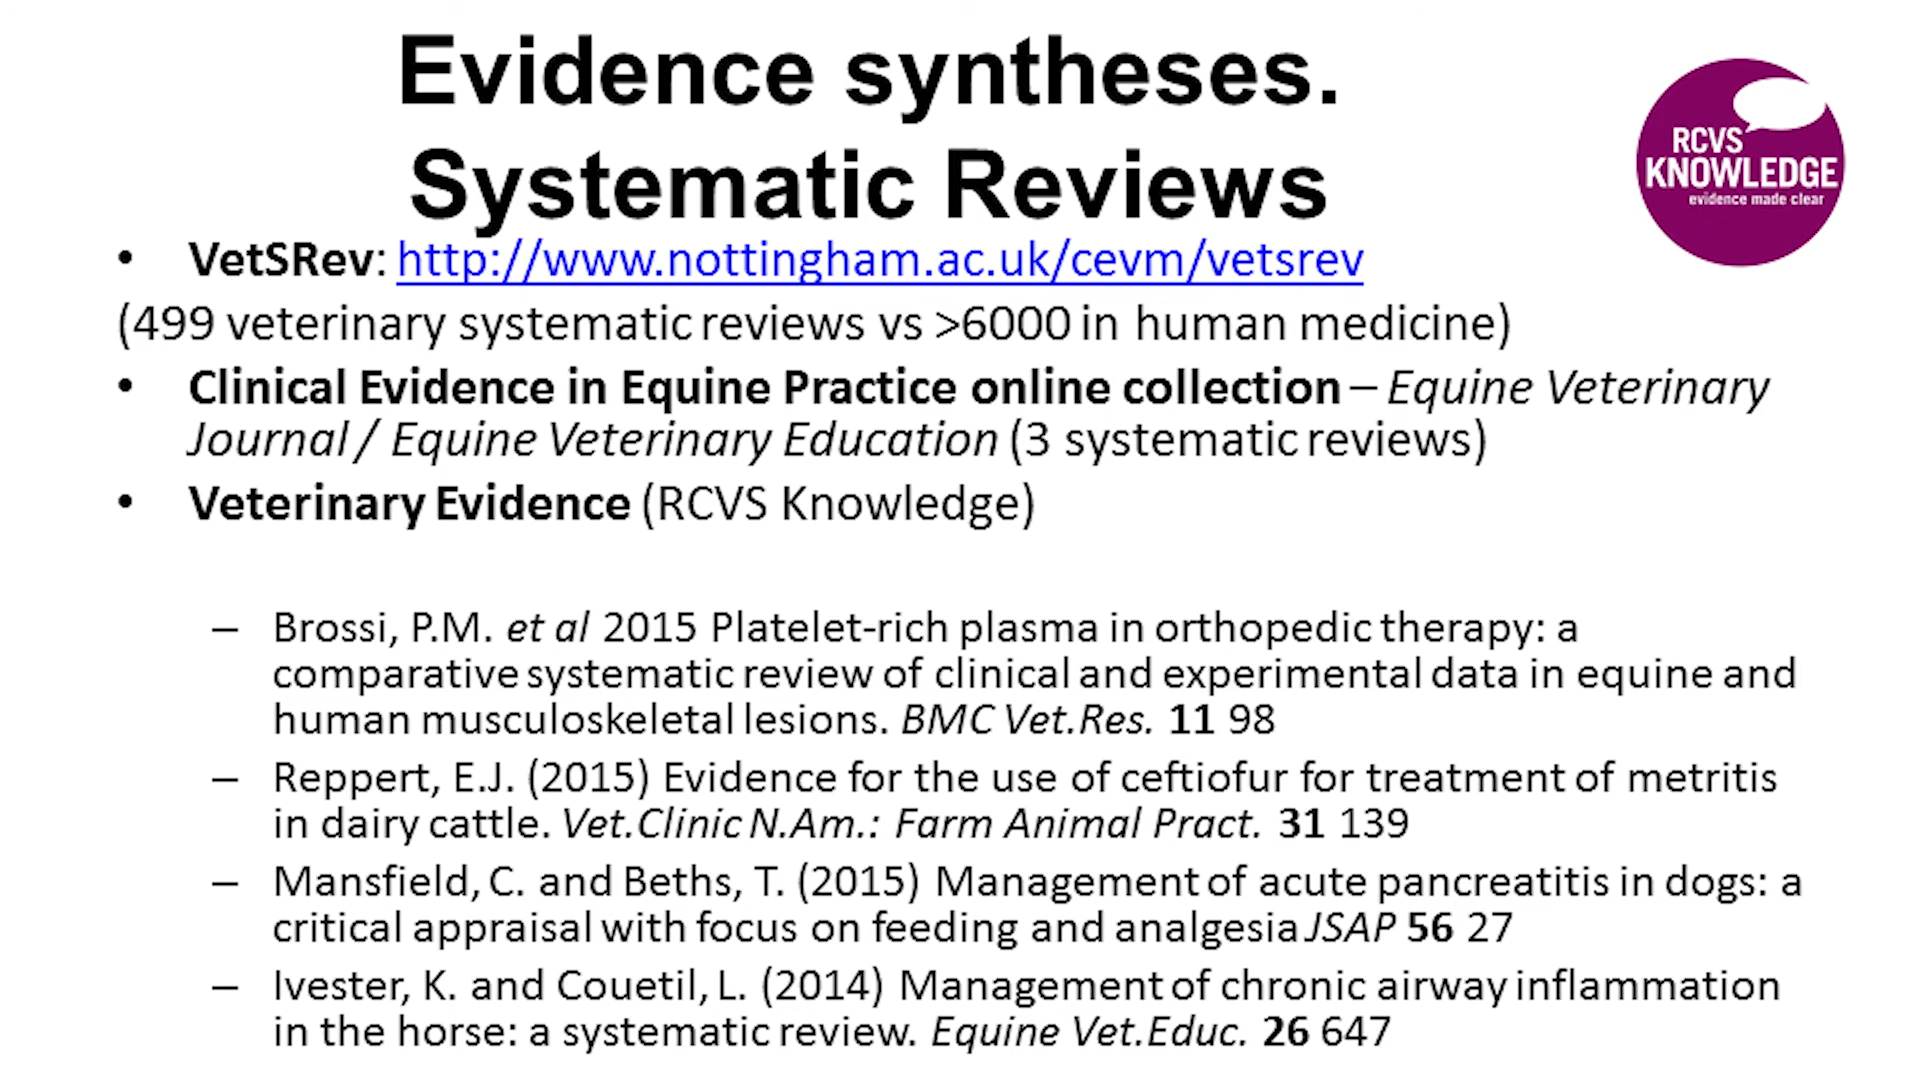 Evidence syntheses.
Systematic Reviews
RCVS
KNOWLEDGE
evidence made clear
• VetSRev: http://www.nottingham.ac.uk/cevm/vetsrev
(499 veterinary systematic reviews vs >6000 in human medicine)
• Clinical Evidence in Equine Practice online collection – Equine Veterinary
Journal / Equine Veterinary Education (3 systematic reviews)
• Veterinary Evidence (RCVS Knowledge)
– Brossi, P.M. et al 2015 Platelet-rich plasma in orthopedic therapy: a
comparative systematic review of clinical and experimental data in equine and
human musculoskeletal lesions. BMC Vet.Res. 11 98
– Reppert, E.J. (2015) Evidence for the use of ceftiofur for treatment of metritis
in dairy cattle. Vet.Clinic N.Am.: Farm Animal Pract. 31 139
– Mansfield, C. and Beths, T. (2015) Management of acute pancreatitis in dogs: a
critical appraisal with focus on feeding and analgesia JSAP 56 27
– Ivester, K. and Couetil, L. (2014) Management of chronic airway inflammation
in the horse: a systematic review. Equine Vet.Educ. 26 647